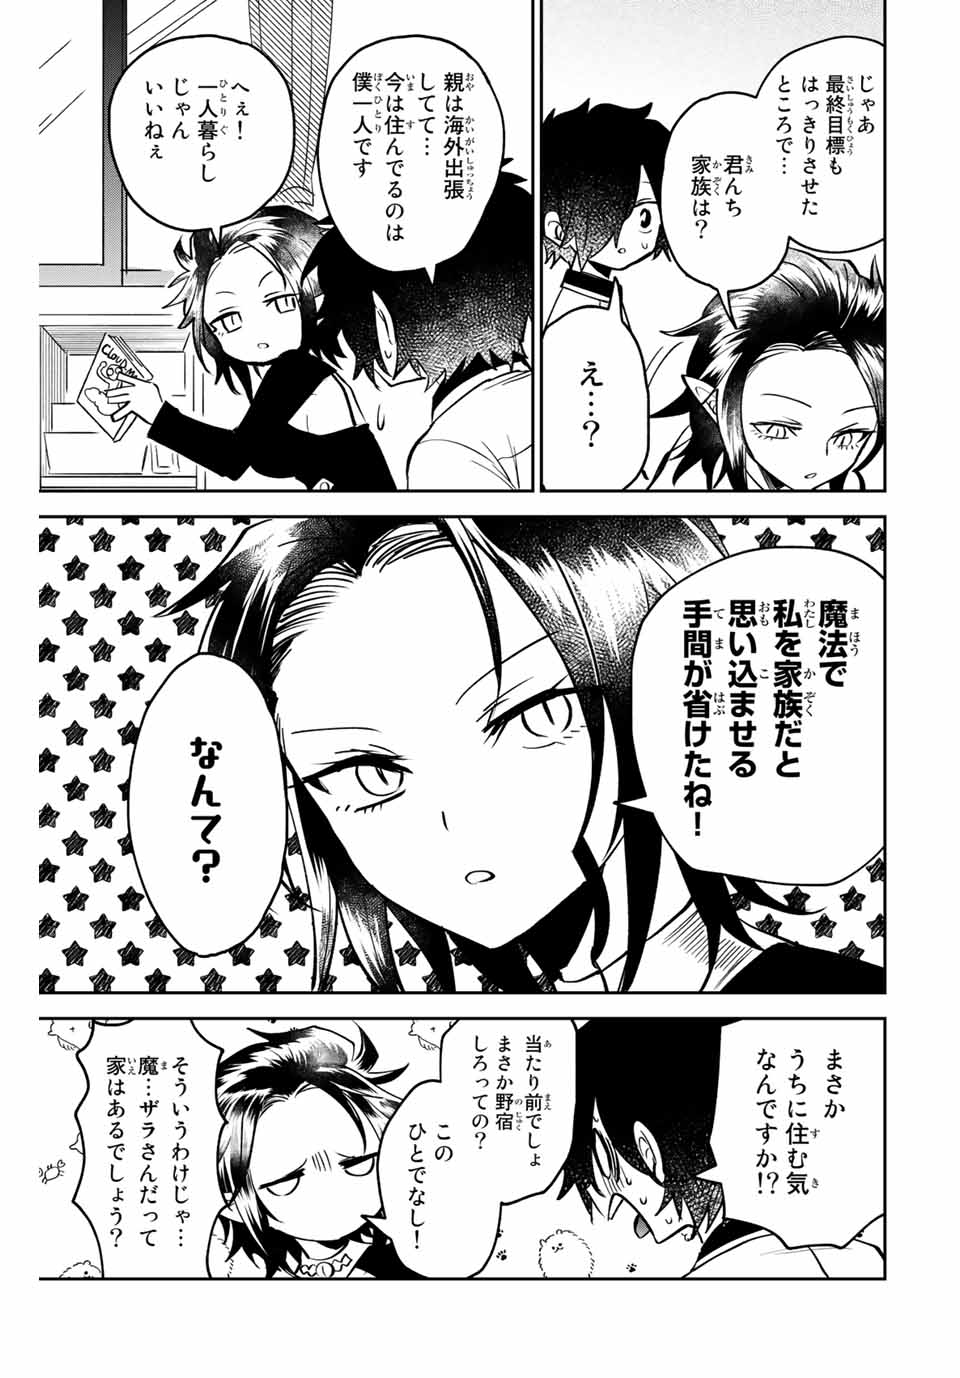 じゃあ
最終目標も
はっきりさせた
ところで…
君んち
家族は？
え…？
親は海外出張
してて…
今は住んでるのは
僕一人です
へぇ！
一人暮らし
じゃん
いいねぇ
CLOUD
魔法で
私を家族だと
思い込ませる
手間が省けたね！
なんて？
まさか
うちに住む気
なんですか!?
当たり前でしょ
まさか野宿
しろっての？
この
ひとでなし！
そういうわけじゃ…
魔…ザラさんだって
家はあるでしょう？